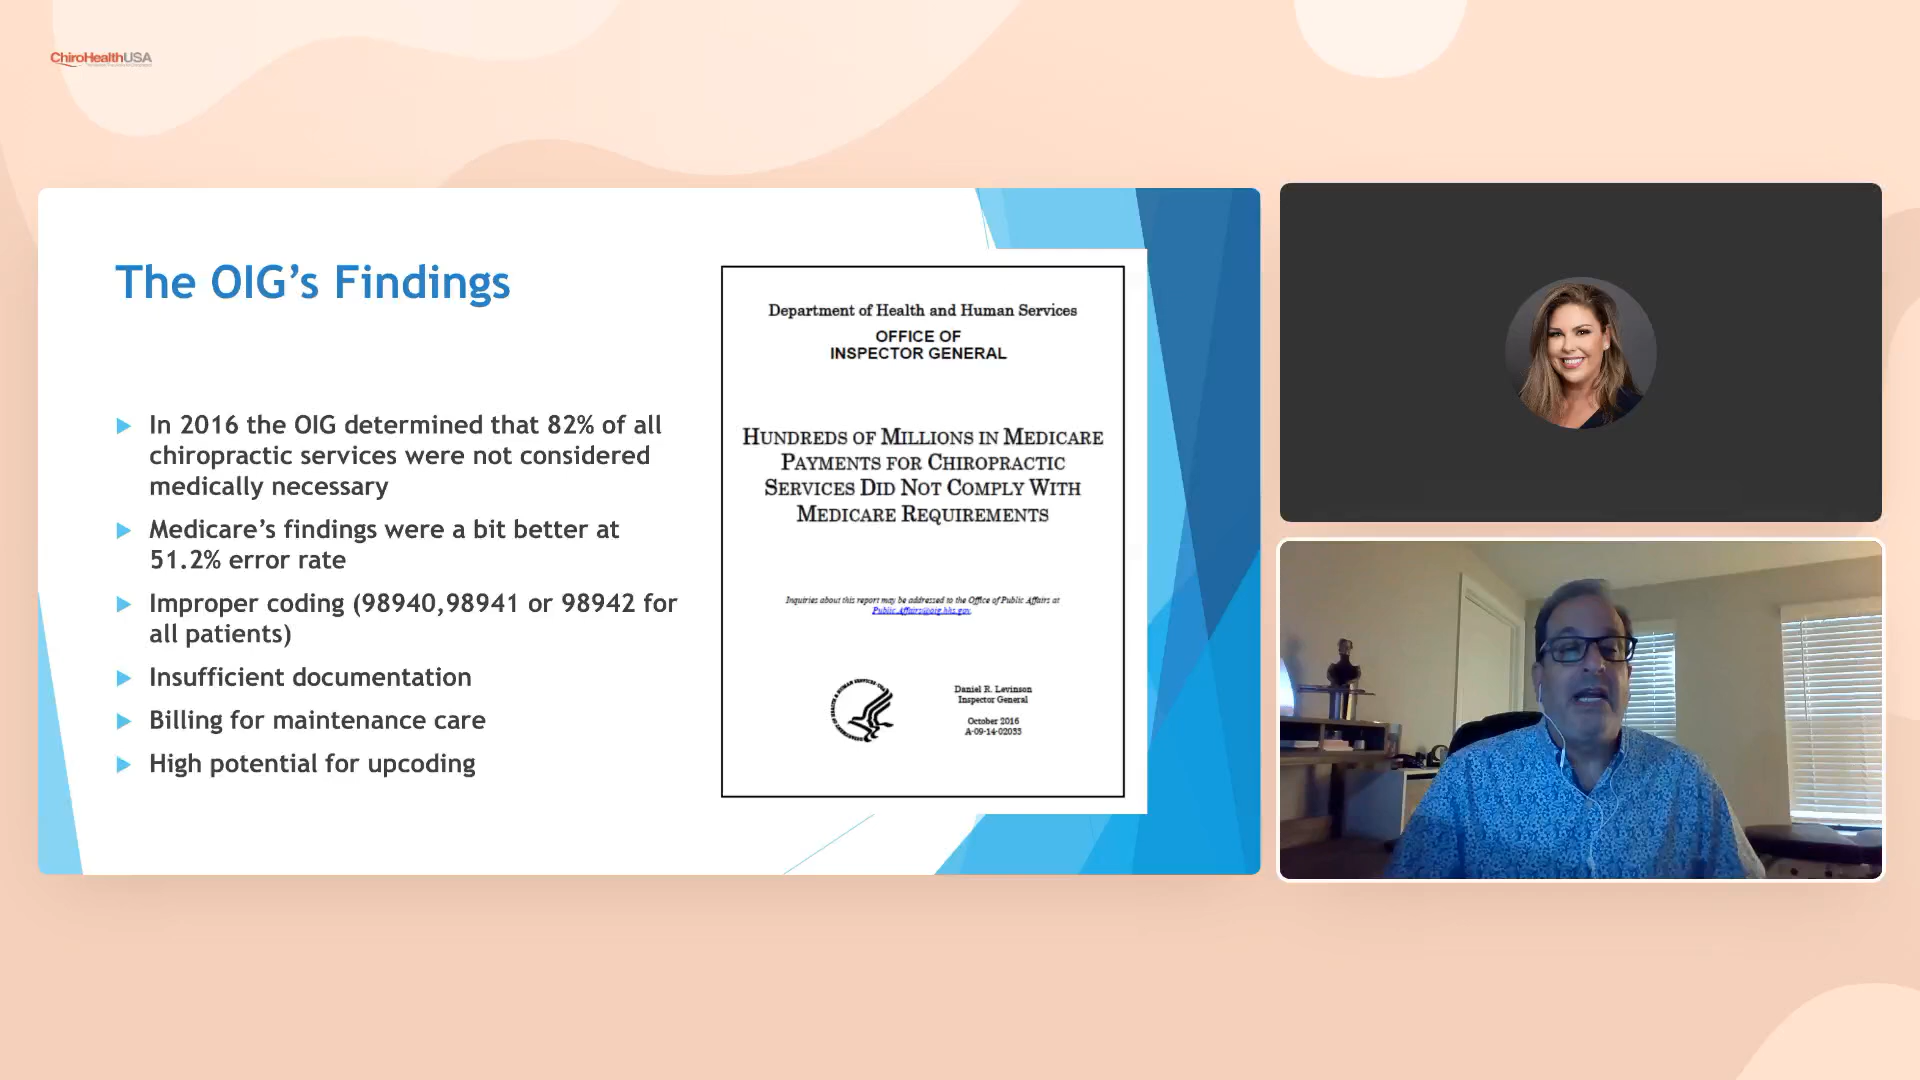 ChiroHealthUSA
The OIG's Findings
In 2016 the OIG determined that 82% of all
chiropractic services were not considered
medically necessary
Medicare's findings were a bit better at
51.2% error rate
Improper coding (98940,98941 or 98942 for
all patients)
Insufficient documentation
Billing for maintenance care
High potential for upcoding
Department of Health and Human Services
OFFICE OF
INSPECTOR GENERAL
HUNDREDS OF MILLIONS IN MEDICARE
PAYMENTS FOR CHIROPRACTIC
SERVICES DID NOT COMPLY WITH
MEDICARE REQUIREMENTS
Inquiries about this report may be addressed to the Office of Public Affairs at
Public.Affairs@oig.hhs.gov.
Daniel R. Levinson
Inspector General
October 2016
A-09-14-02033